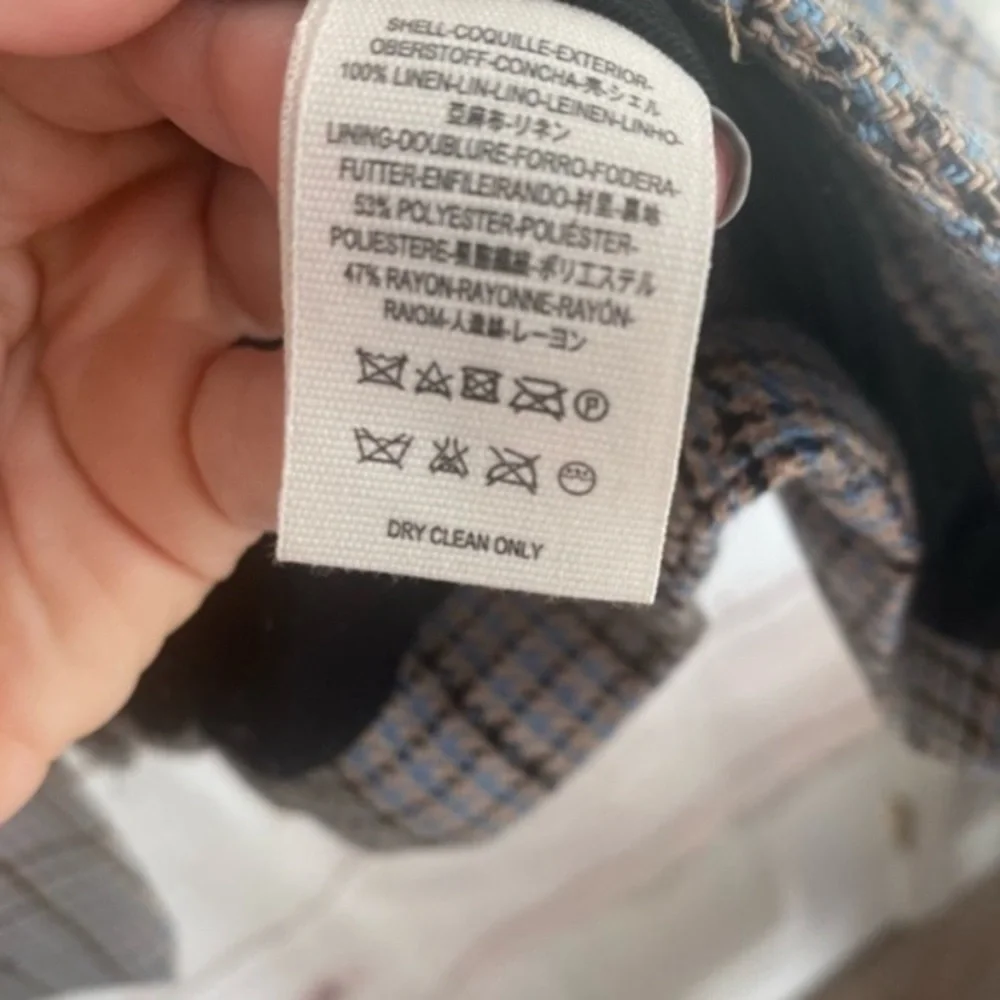 SHELL-COQUILLE-EXTERIOR-
OBERSTOFF-CONCHA-壳-シェル
100% LINEN-LIN-LINO-LEINEN-LINHO-
亚麻布-リネン
LINING-DOUBLURE-FORRO-FODERA-
FUTTER-ENFILEIRANDO-村里-裏地
53% POLYESTER-POLIÉSTER-
POLIESTERE-聚酯纖維-ポリエステル
47% RAYON-RAYONNE-RAYÓN-
RAIOM-人造絲-レーヨン
P
DRY CLEAN ONLY